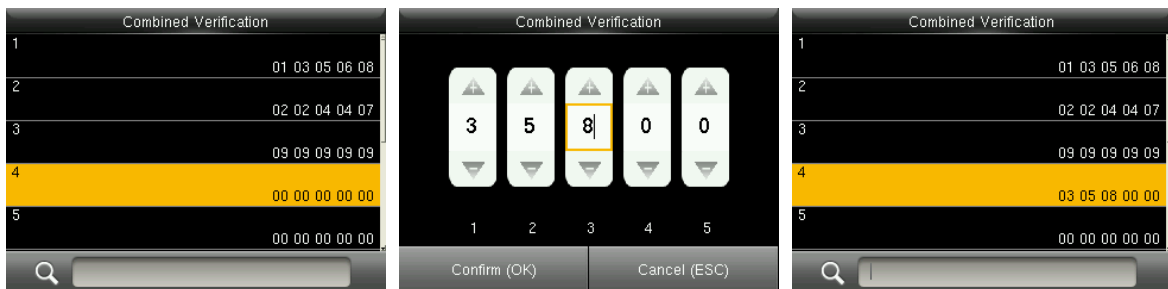 Combined Verification
1
01 03 05 06 08
2
02 02 04 04 07
3
09 09 09 09 09
4
00 00 00 00 00
5
00 00 00 00 00
Combined Verification
3 5 8 0 0
1 2 3 4 5
Confirm (OK) Cancel (ESC)
Combined Verification
1
01 03 05 06 08
2
02 02 04 04 07
3
09 09 09 09 09
4
03 05 08 00 00
5
00 00 00 00 00